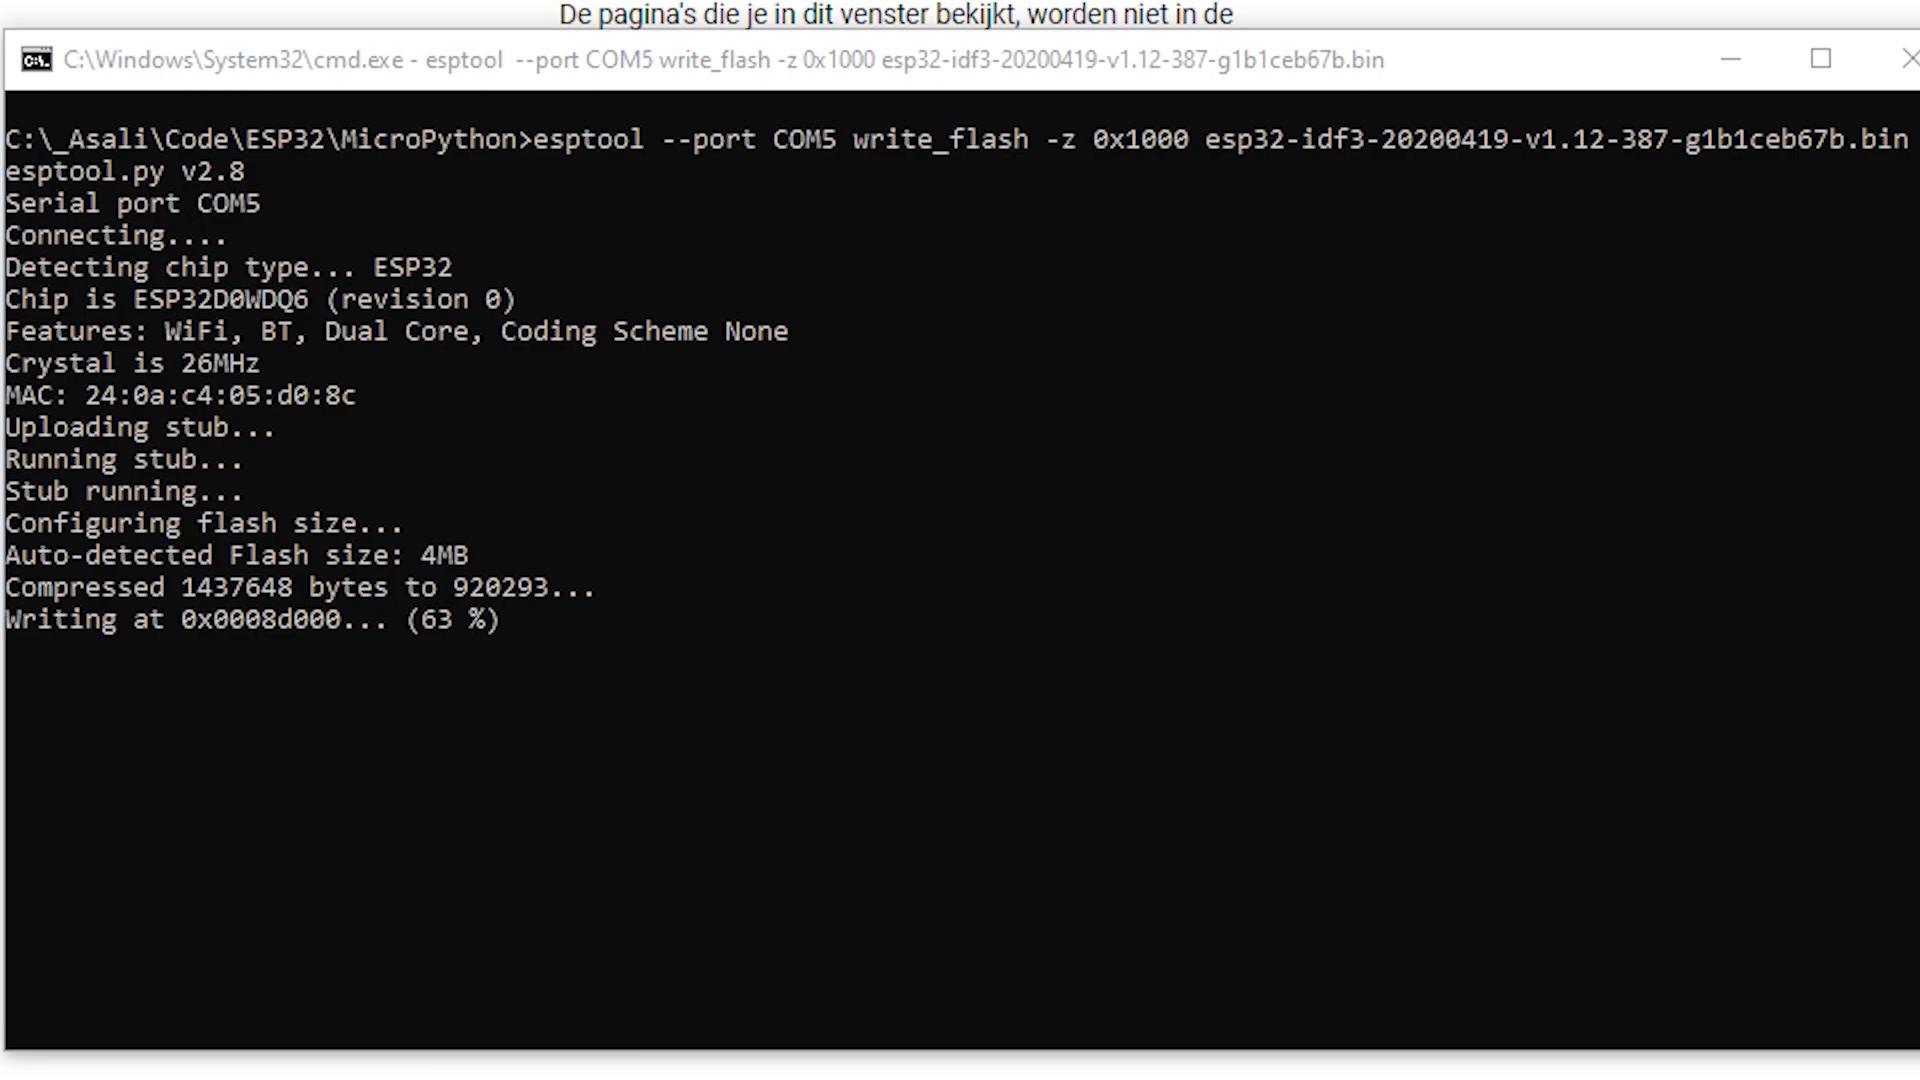 De pagina's die je in dit venster bekijkt, worden niet in de
C:\Windows\System32\cmd.exe - esptool  --port COM5 write_flash -z 0x1000 esp32-idf3-20200419-v1.12-387-g1b1ceb67b.bin
C:\_Asali\Code\ESP32\MicroPython>esptool --port COM5 write_flash -z 0x1000 esp32-idf3-20200419-v1.12-387-g1b1ceb67b.bin
esptool.py v2.8
Serial port COM5
Connecting....
Detecting chip type... ESP32
Chip is ESP32D0WDQ6 (revision 0)
Features: WiFi, BT, Dual Core, Coding Scheme None
Crystal is 26MHz
MAC: 24:0a:c4:05:d0:8c
Uploading stub...
Running stub...
Stub running...
Configuring flash size...
Auto-detected Flash size: 4MB
Compressed 1437648 bytes to 920293...
Writing at 0x0008d000... (63 %)